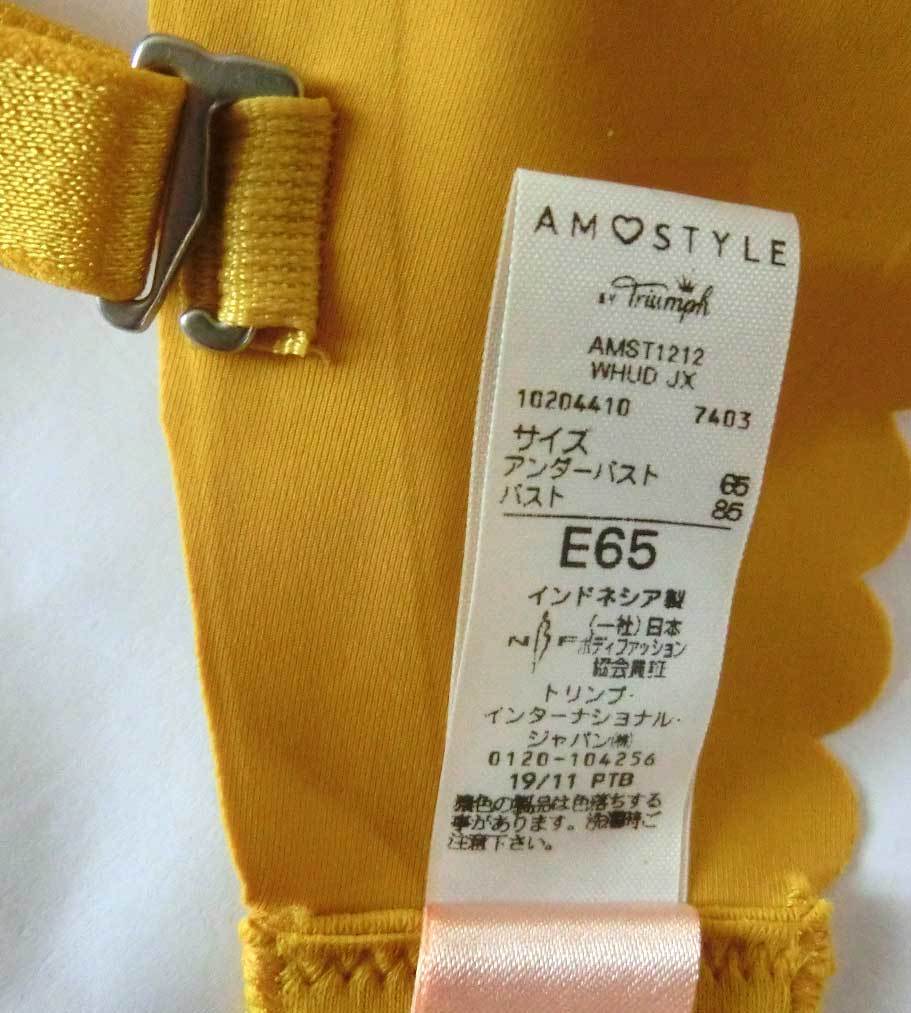 AM♡STYLE
BY Triumph
AMST1212
WHUD JX
10204410 7403
サイズ
アンダーバスト 65
バスト 85
E65
インドネシア製
NBF (一社)日本
ボディファッション
協会員証
トリンプ・
インターナショナル・
ジャパン(株)
0120-104256
19/11 PTB
濃色の製品は色落ちする
事があります。洗濯時ご
注意下さい。